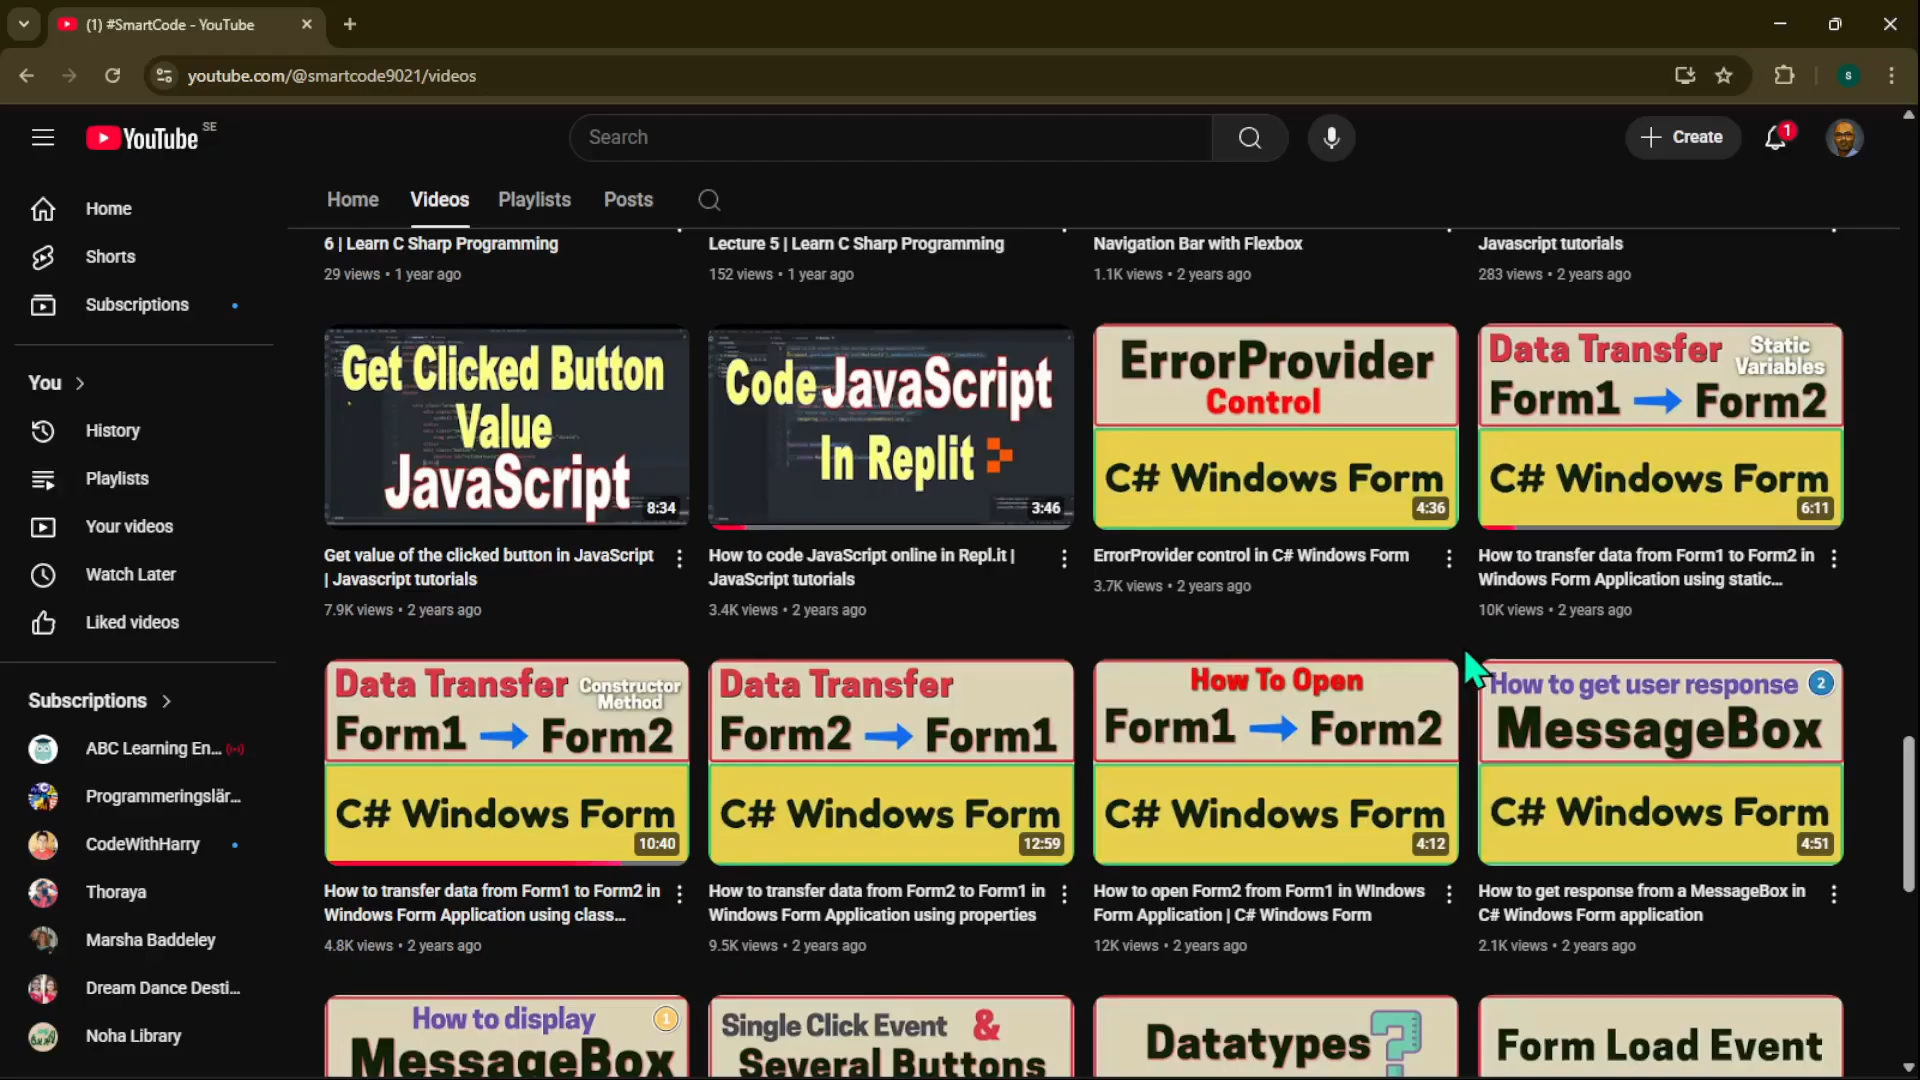 (1) #SmartCode - YouTube
youtube.com/@smartcode9021/videos
S
YouTube SE
Search
Create
1
Home
Shorts
Subscriptions
You
History
Playlists
Your videos
Watch Later
Liked videos
Subscriptions
ABC Learning En...
Programmeringslär...
CodeWithHarry
Thoraya
Marsha Baddeley
Dream Dance Desti...
Noha Library
Home Videos Playlists Posts
6 | Learn C Sharp Programming
29 views • 1 year ago
Lecture 5 | Learn C Sharp Programming
152 views • 1 year ago
Navigation Bar with Flexbox
1.1K views • 2 years ago
Javascript tutorials
283 views • 2 years ago
Get Clicked Button
Value
JavaScript
8:34
Get value of the clicked button in JavaScript
| Javascript tutorials
7.9K views • 2 years ago
Code JavaScript
In Replit
3:46
How to code JavaScript online in Repl.it |
JavaScript tutorials
3.4K views • 2 years ago
ErrorProvider
Control
C# Windows Form
4:36
ErrorProvider control in C# Windows Form
3.7K views • 2 years ago
Data Transfer Static
Variables
Form1 Form2
C# Windows Form
6:11
How to transfer data from Form1 to Form2 in
Windows Form Application using static...
10K views • 2 years ago
Data Transfer Constructor
Method
Form1 Form2
C# Windows Form
10:40
How to transfer data from Form1 to Form2 in
Windows Form Application using class...
4.8K views • 2 years ago
Data Transfer
Form2 Form1
C# Windows Form
12:59
How to transfer data from Form2 to Form1 in
Windows Form Application using properties
9.5K views • 2 years ago
How To Open
Form1 Form2
C# Windows Form
4:12
How to open Form2 from Form1 in WIndows
Form Application | C# Windows Form
12K views • 2 years ago
How to get user response 2
MessageBox
C# Windows Form
4:51
How to get response from a MessageBox in
C# Windows Form application
2.1K views • 2 years ago
How to display 1
MessageBox
Single Click Event &
Several Buttons
Datatypes ?
Form Load Event